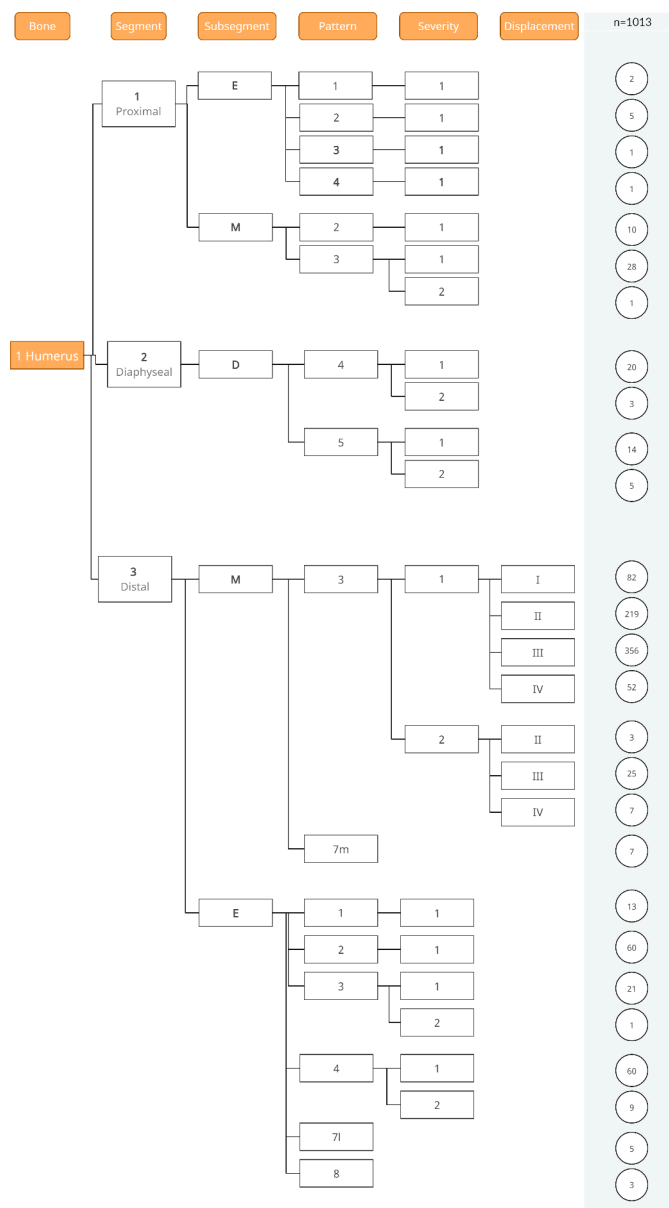 Bone Segment Subsegment Pattern Severity Displacement n=1013
1 Proximal E 1 1 2
2 1 5
3 1 1
4 1 1
M 2 1 10
3 1 28
2 1
1 Humerus
2 Diaphyseal D 4 1 20
2 3
5 1 14
2 5
3 Distal M 3 1 I 82
II 219
III 356
IV 52
2 II 3
III 25
IV 7
7m 7
E 1 1 13
2 1 60
3 1 21
2 1
4 1 60
2 9
7l 5
8 3